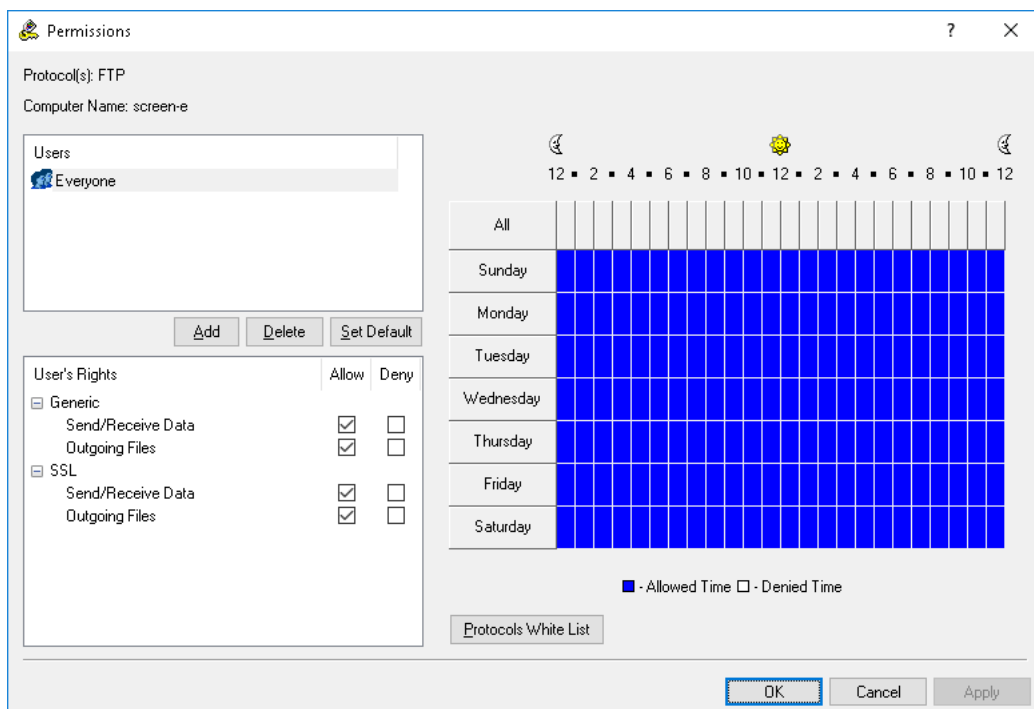 Permissions
?
Protocol(s): FTP
Computer Name: screen-e
Users
Everyone
Add Delete Set Default
User's Rights Allow Deny
Generic
Send/Receive Data
Outgoing Files
SSL
Send/Receive Data
Outgoing Files
12 ▪ 2 ▪ 4 ▪ 6 ▪ 8 ▪ 10 ▪ 12 ▪ 2 ▪ 4 ▪ 6 ▪ 8 ▪ 10 ▪ 12
All
Sunday
Monday
Tuesday
Wednesday
Thursday
Friday
Saturday
- Allowed Time - Denied Time
Protocols White List
OK Cancel Apply